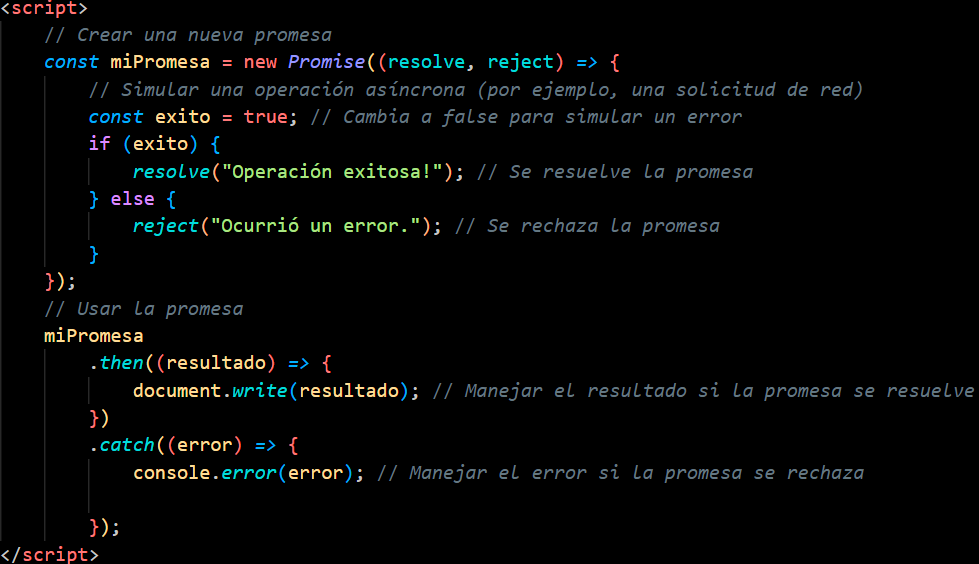 <script>
// Crear una nueva promesa
const miPromesa = new Promise((resolve, reject) => {
// Simular una operación asíncrona (por ejemplo, una solicitud de red)
const exito = true; // Cambia a false para simular un error
if (exito) {
resolve("Operación exitosa!"); // Se resuelve la promesa
} else {
reject("Ocurrió un error."); // Se rechaza la promesa
}
});
// Usar la promesa
miPromesa
.then((resultado) => {
document.write(resultado); // Manejar el resultado si la promesa se resuelve
})
.catch((error) => {
console.error(error); // Manejar el error si la promesa se rechaza
});
</script>